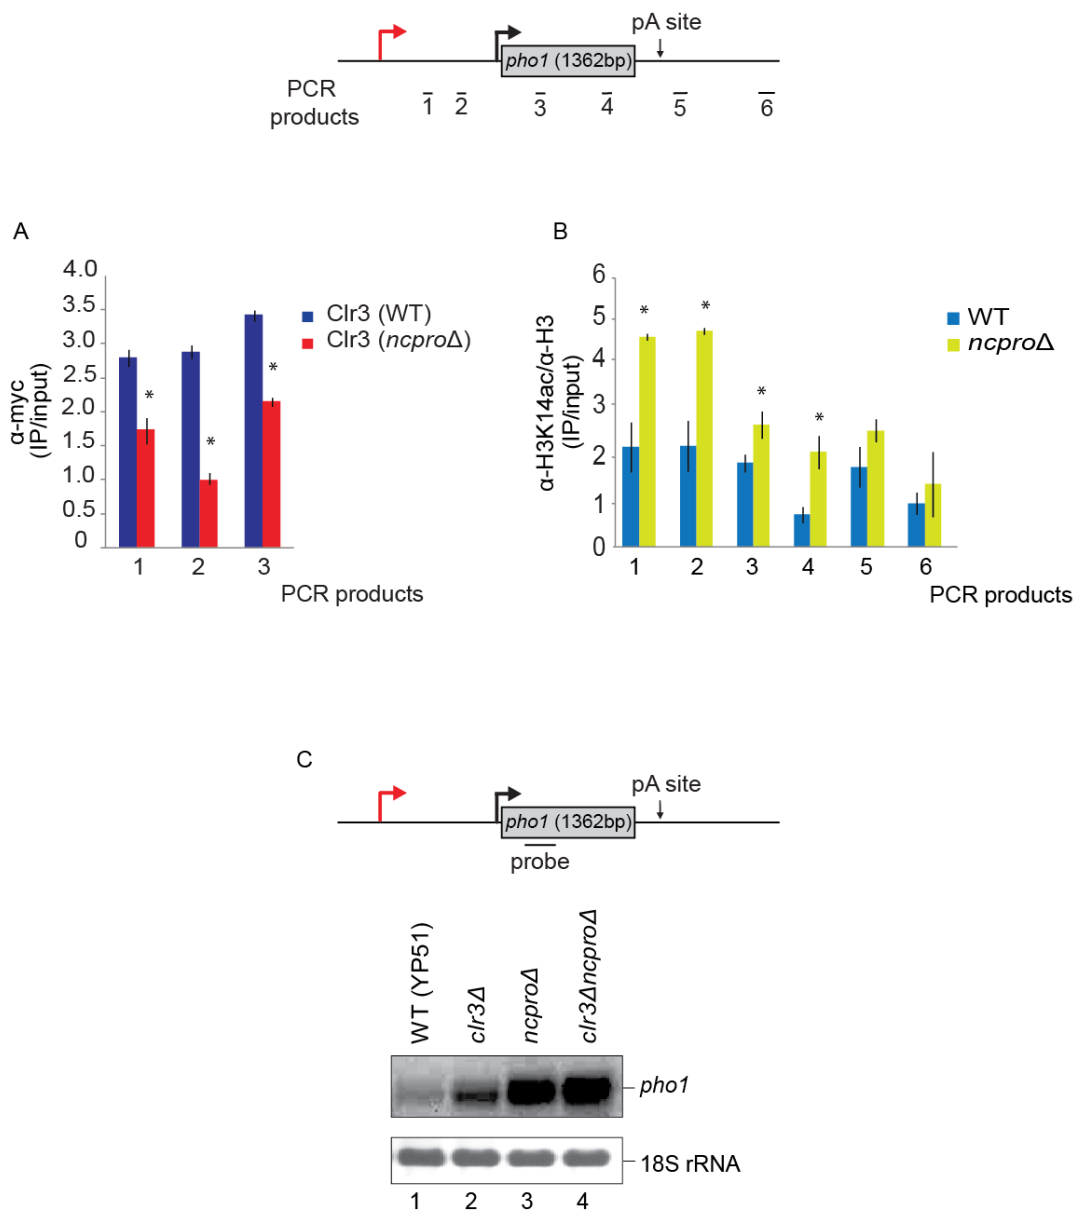 pA site
pho1 (1362bp)
PCR products
1 2 3 4 5 6
A
4.0
3.5
3.0
2.5
2.0
1.5
1.0
0.5
0
α-myc
(IP/input)
* * *
Clr3 (WT)
Clr3 (ncproΔ)
1 2 3
PCR products
B
6
5
4
3
2
1
0
α-H3K14ac/α-H3
(IP/input)
* * * *
WT
ncproΔ
1 2 3 4 5 6
PCR products
C
pA site
pho1 (1362bp)
probe
WT (YP51)
clr3Δ
ncproΔ
clr3ΔncproΔ
pho1
18S rRNA
1 2 3 4